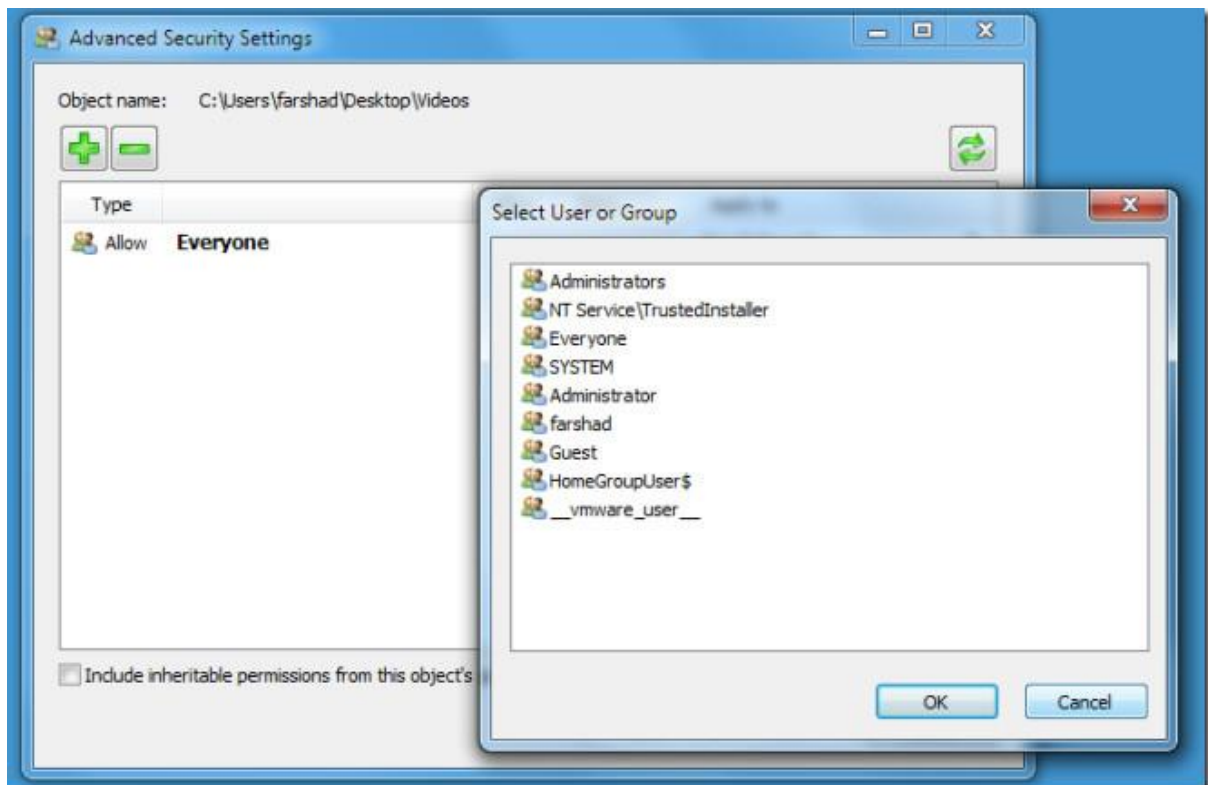 Advanced Security Settings
Object name: C:\Users\farshad\Desktop\Videos
Type
Allow Everyone
Include inheritable permissions from this object's
Select User or Group
Administrators
NT Service\TrustedInstaller
Everyone
SYSTEM
Administrator
farshad
Guest
HomeGroupUser$
__vmware_user__
OK Cancel